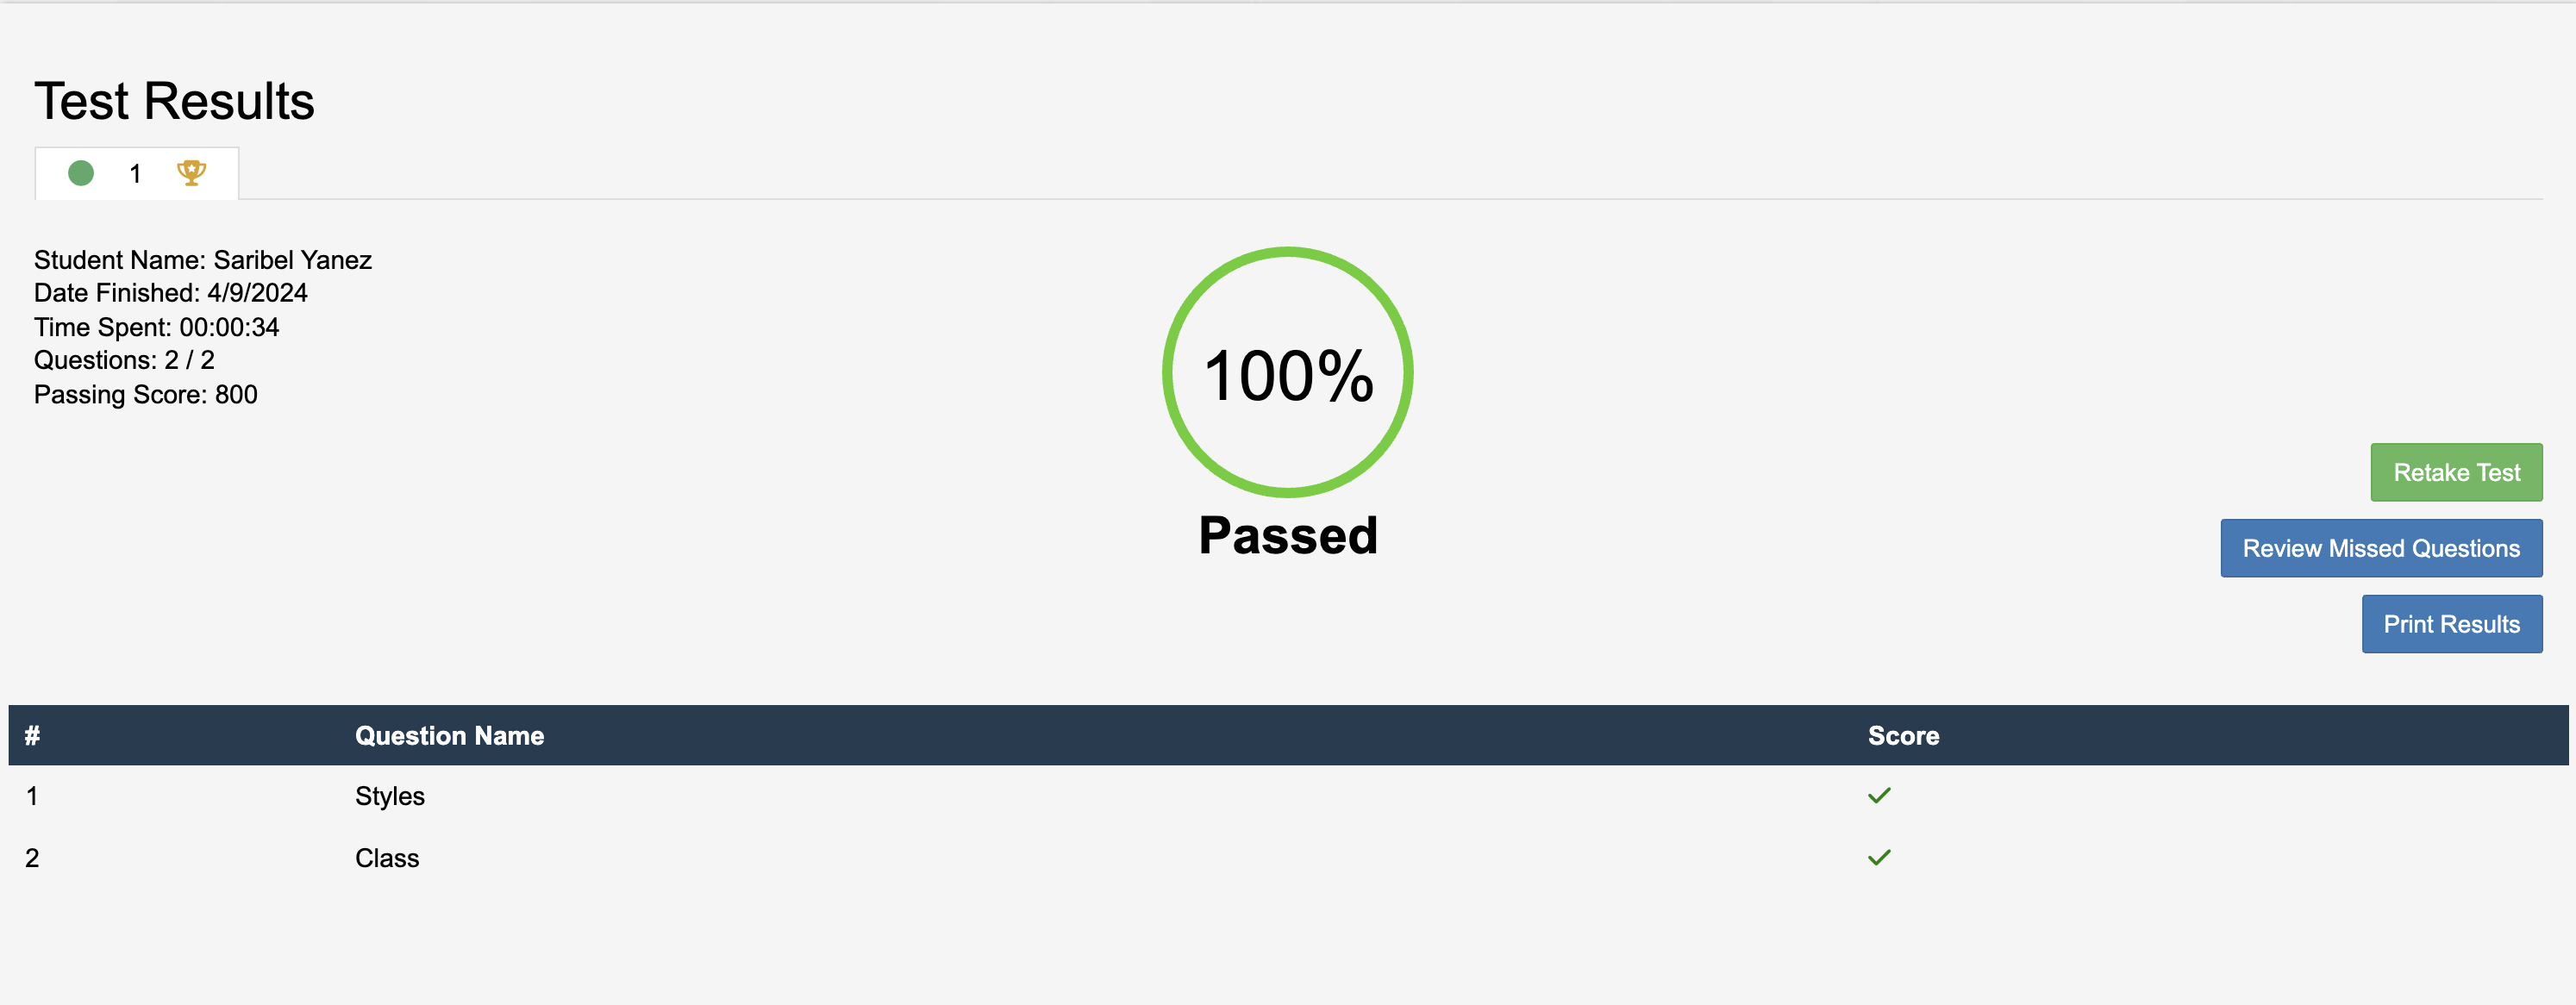 Test Results
1
Student Name: Saribel Yanez
Date Finished: 4/9/2024
Time Spent: 00:00:34
Questions: 2 / 2
Passing Score: 800
100%
Passed
Retake Test
Review Missed Questions
Print Results
# Question Name Score
1 Styles
2 Class